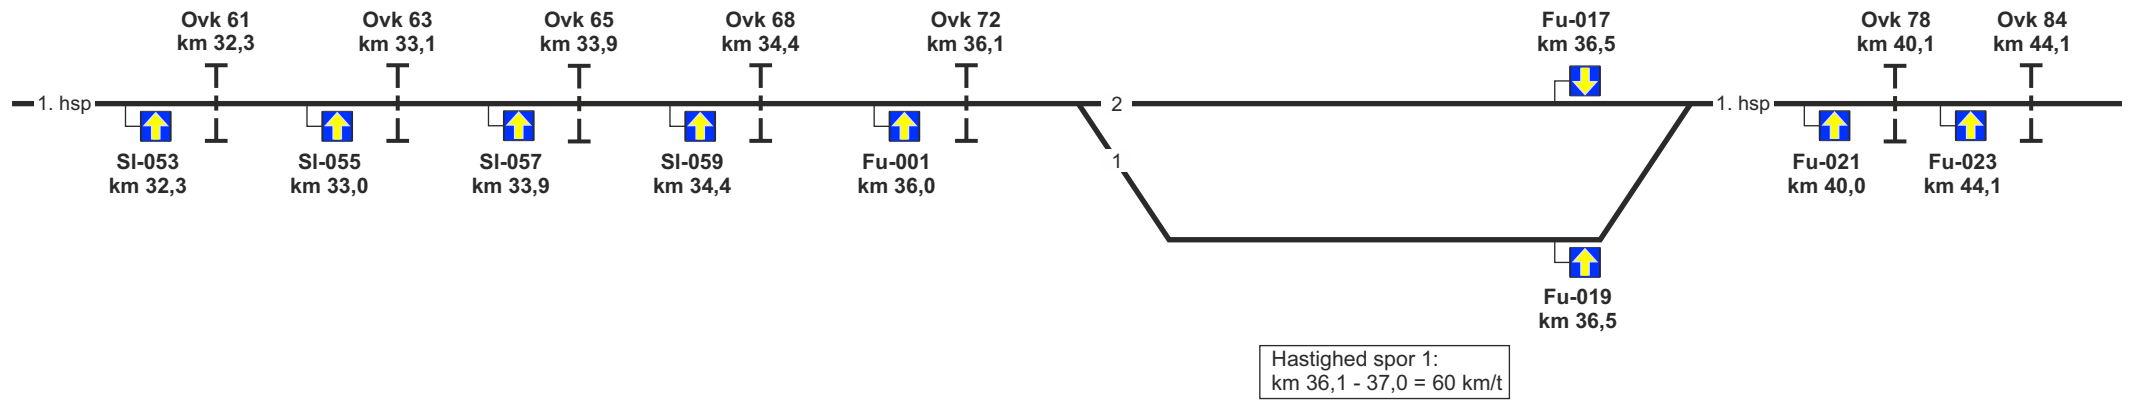 Ovk 61
km 32,3
Ovk 63
km 33,1
Ovk 65
km 33,9
Ovk 68
km 34,4
Ovk 72
km 36,1
Fu-017
km 36,5
Ovk 78
km 40,1
Ovk 84
km 44,1
1. hsp
2
1. hsp
1
Sl-053
km 32,3
Sl-055
km 33,0
Sl-057
km 33,9
Sl-059
km 34,4
Fu-001
km 36,0
Fu-021
km 40,0
Fu-023
km 44,1
Fu-019
km 36,5
Hastighed spor 1:
km 36,1 - 37,0 = 60 km/t